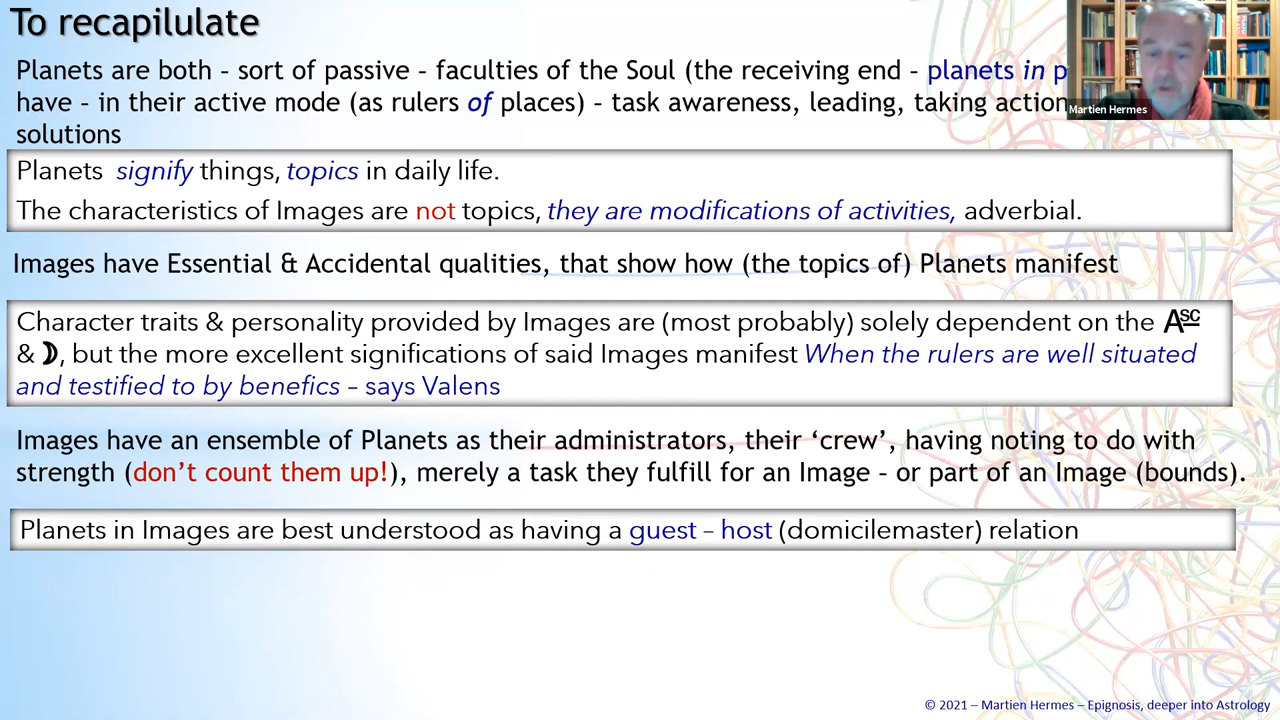 To recapilulate
Planets are both - sort of passive - faculties of the Soul (the receiving end - planets in p
have - in their active mode (as rulers of places) - task awareness, leading, taking action
solutions
Martien Hermes
Planets signify things, topics in daily life.
The characteristics of Images are not topics, they are modifications of activities, adverbial.
Images have Essential & Accidental qualities, that show how (the topics of) Planets manifest
Character traits & personality provided by Images are (most probably) solely dependent on the Asc
& ☽, but the more excellent significations of said Images manifest When the rulers are well situated
and testified to by benefics – says Valens
Images have an ensemble of Planets as their administrators, their ‘crew’, having noting to do with
strength (don’t count them up!), merely a task they fulfill for an Image - or part of an Image (bounds).
Planets in Images are best understood as having a guest – host (domicilemaster) relation
© 2021 – Martien Hermes – Epignosis, deeper into Astrology